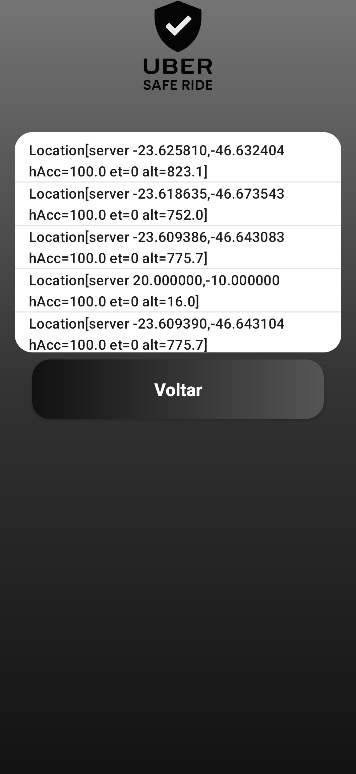 UBER
SAFE RIDE
Location[server -23.625810,-46.632404
hAcc=100.0 et=0 alt=823.1]
Location[server -23.618635,-46.673543
hAcc=100.0 et=0 alt=752.0]
Location[server -23.609386,-46.643083
hAcc=100.0 et=0 alt=775.7]
Location[server 20.000000,-10.000000
hAcc=100.0 et=0 alt=16.0]
Location[server -23.609390,-46.643104
hAcc=100.0 et=0 alt=775.7]
Voltar